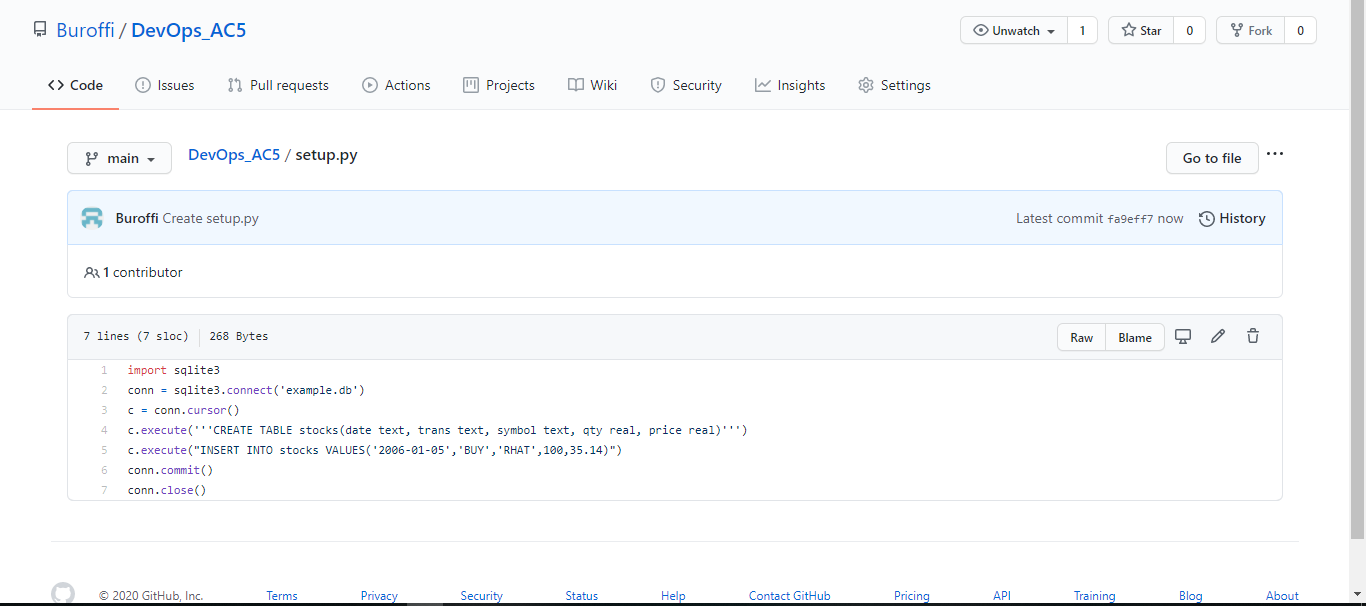 Buroffi / DevOps_AC5
Unwatch 1 Star 0 Fork 0
Code Issues Pull requests Actions Projects Wiki Security Insights Settings
main DevOps_AC5 / setup.py Go to file ...
Buroffi Create setup.py Latest commit fa9eff7 now History
1 contributor
7 lines (7 sloc) 268 Bytes Raw Blame
1 import sqlite3
2 conn = sqlite3.connect('example.db')
3 c = conn.cursor()
4 c.execute('''CREATE TABLE stocks(date text, trans text, symbol text, qty real, price real)''')
5 c.execute("INSERT INTO stocks VALUES('2006-01-05','BUY','RHAT',100,35.14)")
6 conn.commit()
7 conn.close()
© 2020 GitHub, Inc. Terms Privacy Security Status Help Contact GitHub Pricing API Training Blog About